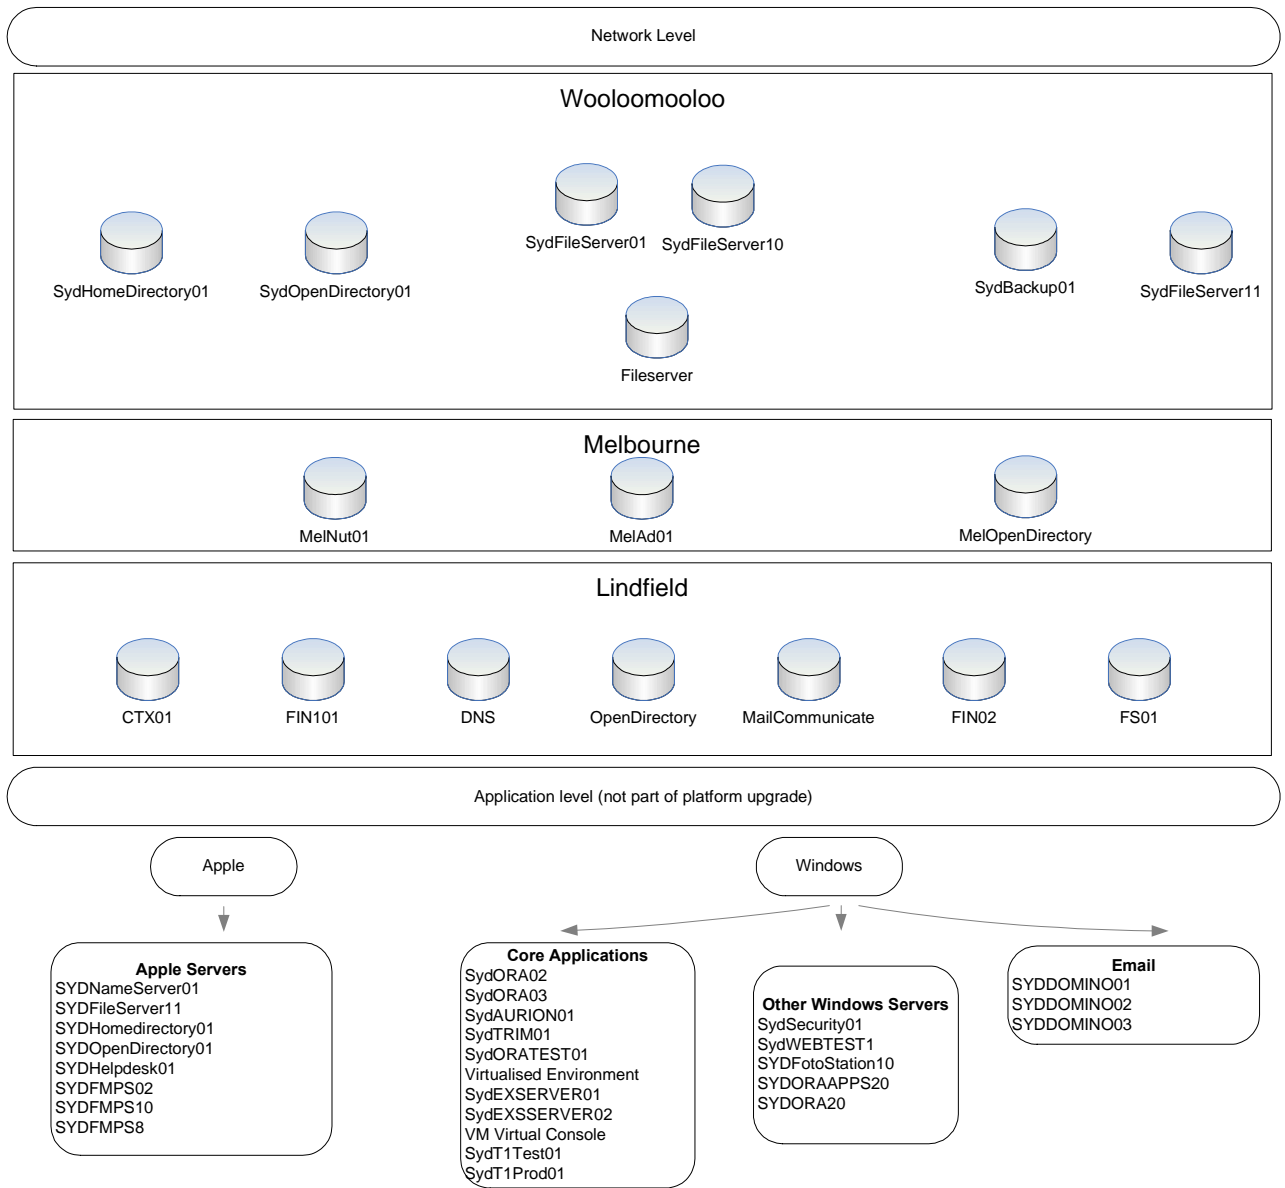 Network Level
Wooloomooloo
SydFileServer01
SydFileServer10
SydHomeDirectory01
SydOpenDirectory01
SydBackup01
SydFileServer11
Fileserver
Melbourne
MelNut01
MelAd01
MelOpenDirectory
Lindfield
CTX01
FIN101
DNS
OpenDirectory
MailCommunicate
FIN02
FS01
Application level (not part of platform upgrade)
Apple
Windows
Apple Servers
SYDNameServer01
SYDFileServer11
SYDHomedirectory01
SYDOpenDirectory01
SYDHelpdesk01
SYDFMPS02
SYDFMPS10
SYDFMPS8
Core Applications
SydORA02
SydORA03
SydAURION01
SydTRIM01
SydORATEST01
Virtualised Environment
SydEXSERVER01
SydEXSSERVER02
VM Virtual Console
SydT1Test01
SydT1Prod01
Other Windows Servers
SydSecurity01
SydWEBTEST1
SYDFotoStation10
SYDORAAPPS20
SYDORA20
Email
SYDDOMINO01
SYDDOMINO02
SYDDOMINO03